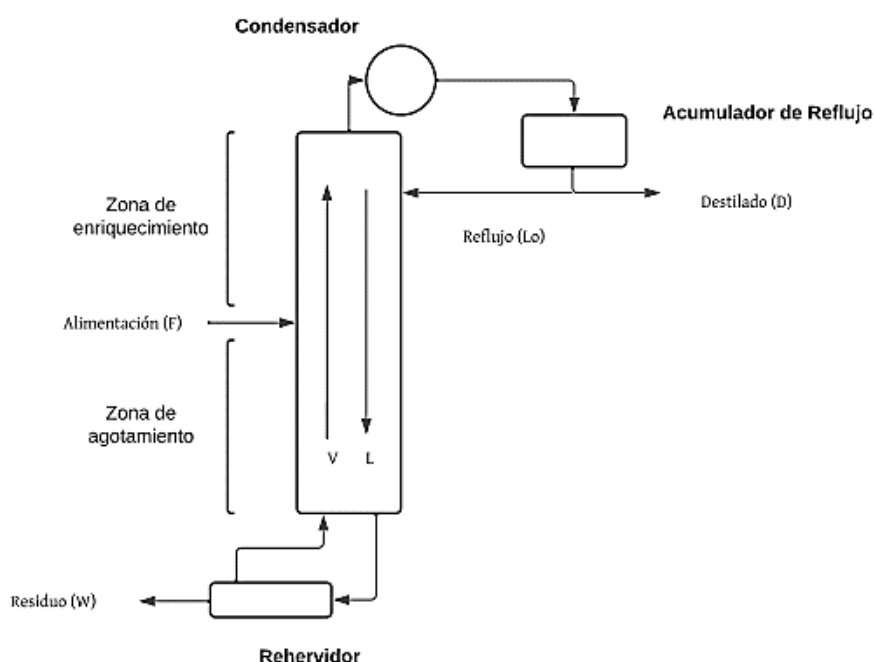 Condensador
Acumulador de Reflujo
Zona de
enriquecimiento
Destilado (D)
Reflujo (Lo)
Alimentación (F)
Zona de
agotamiento
V L
Residuo (W)
Rehervidor